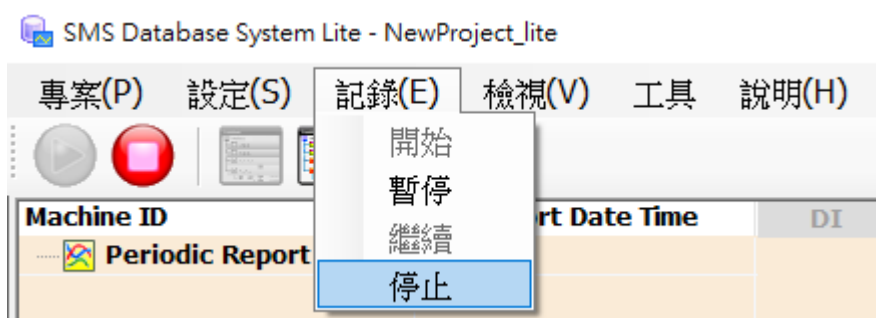 SMS Database System Lite - NewProject_lite
專案(P) 設定(S) 記錄(E) 檢視(V) 工具 說明(H)
開始
暫停
繼續
停止
Machine ID rt Date Time DI
Periodic Report